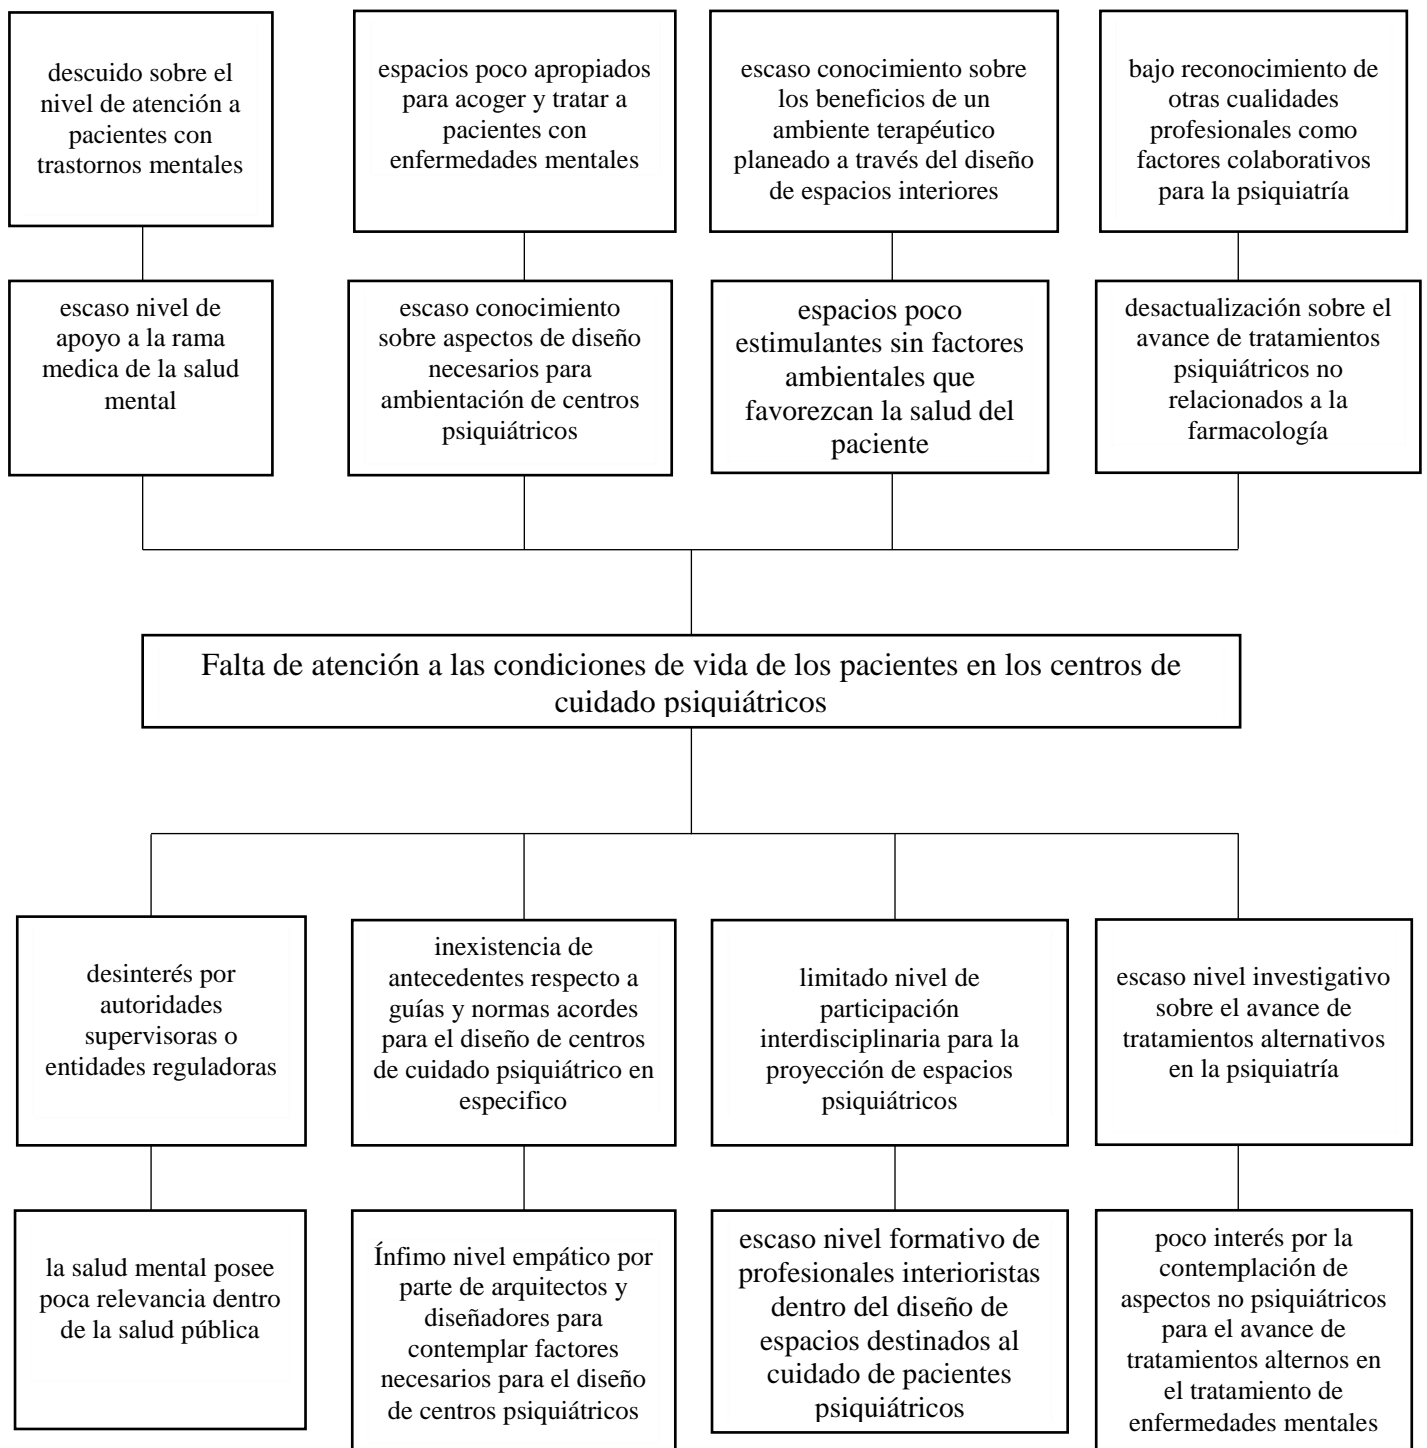 descuido sobre el
nivel de atención a
pacientes con
trastornos mentales
espacios poco apropiados
para acoger y tratar a
pacientes con
enfermedades mentales
escaso conocimiento sobre
los beneficios de un
ambiente terapéutico
planeado a través del diseño
de espacios interiores
bajo reconocimiento de
otras cualidades
profesionales como
factores colaborativos
para la psiquiatría
escaso nivel de
apoyo a la rama
medica de la salud
mental
escaso conocimiento
sobre aspectos de diseño
necesarios para
ambientación de centros
psiquiátricos
espacios poco
estimulantes sin factores
ambientales que
favorezcan la salud del
paciente
desactualización sobre el
avance de tratamientos
psiquiátricos no
relacionados a la
farmacología
Falta de atención a las condiciones de vida de los pacientes en los centros de
cuidado psiquiátricos
desinterés por
autoridades
supervisoras o
entidades reguladoras
inexistencia de
antecedentes respecto a
guías y normas acordes
para el diseño de centros
de cuidado psiquiátrico en
especifico
limitado nivel de
participación
interdisciplinaria para la
proyección de espacios
psiquiátricos
escaso nivel investigativo
sobre el avance de
tratamientos alternativos
en la psiquiatría
la salud mental posee
poca relevancia dentro
de la salud pública
Ínfimo nivel empático por
parte de arquitectos y
diseñadores para
contemplar factores
necesarios para el diseño
de centros psiquiátricos
escaso nivel formativo de
profesionales interioristas
dentro del diseño de
espacios destinados al
cuidado de pacientes
psiquiátricos
poco interés por la
contemplación de
aspectos no psiquiátricos
para el avance de
tratamientos alternos en
el tratamiento de
enfermedades mentales